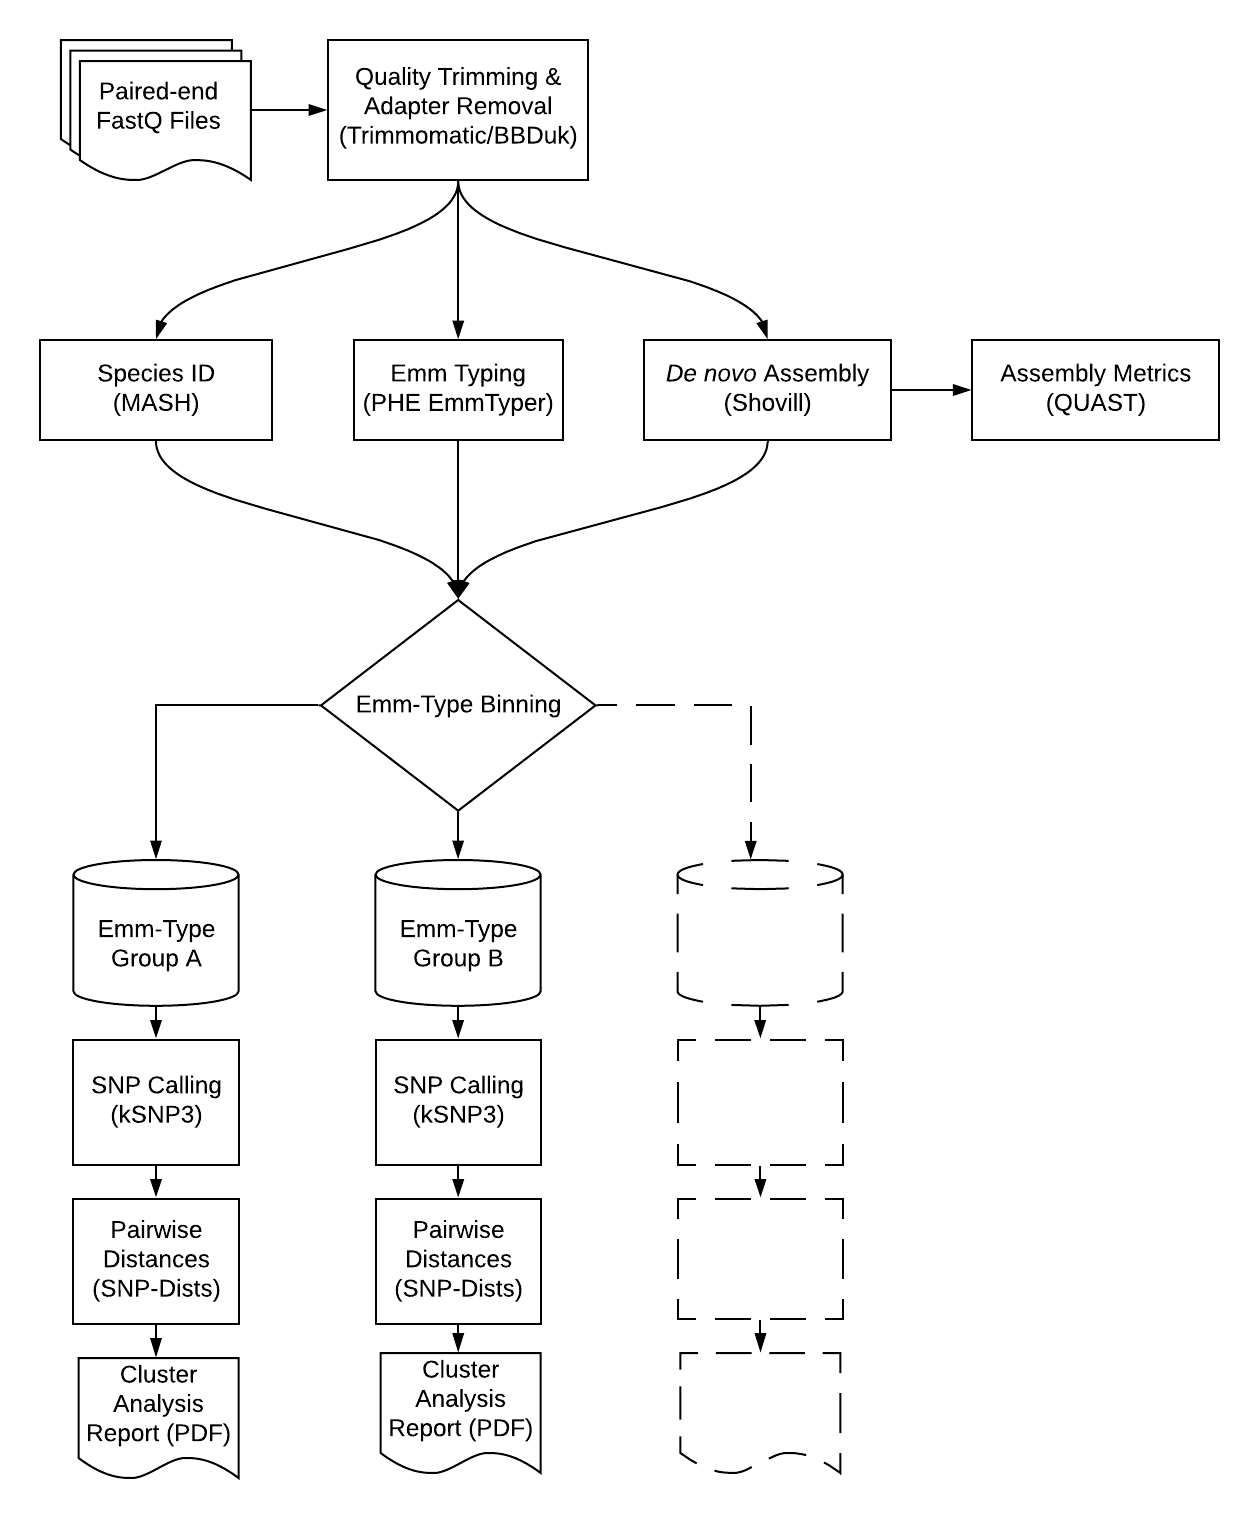 Paired-end
FastQ Files
Quality Trimming &
Adapter Removal
(Trimmomatic/BBDuk)
Species ID
(MASH)
Emm Typing
(PHE EmmTyper)
De novo Assembly
(Shovill)
Assembly Metrics
(QUAST)
Emm-Type Binning
Emm-Type
Group A
Emm-Type
Group B
SNP Calling
(kSNP3)
SNP Calling
(kSNP3)
Pairwise
Distances
(SNP-Dists)
Pairwise
Distances
(SNP-Dists)
Cluster
Analysis
Report (PDF)
Cluster
Analysis
Report (PDF)